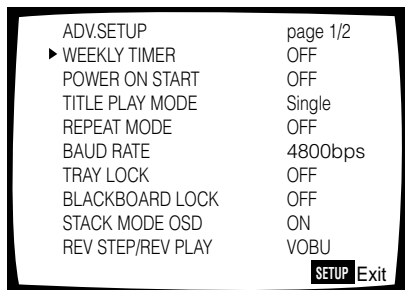 ADV.SETUP page 1/2
WEEKLY TIMER OFF
POWER ON START OFF
TITLE PLAY MODE Single
REPEAT MODE OFF
BAUD RATE 4800bps
TRAY LOCK OFF
BLACKBOARD LOCK OFF
STACK MODE OSD ON
REV STEP/REV PLAY VOBU
SETUP Exit